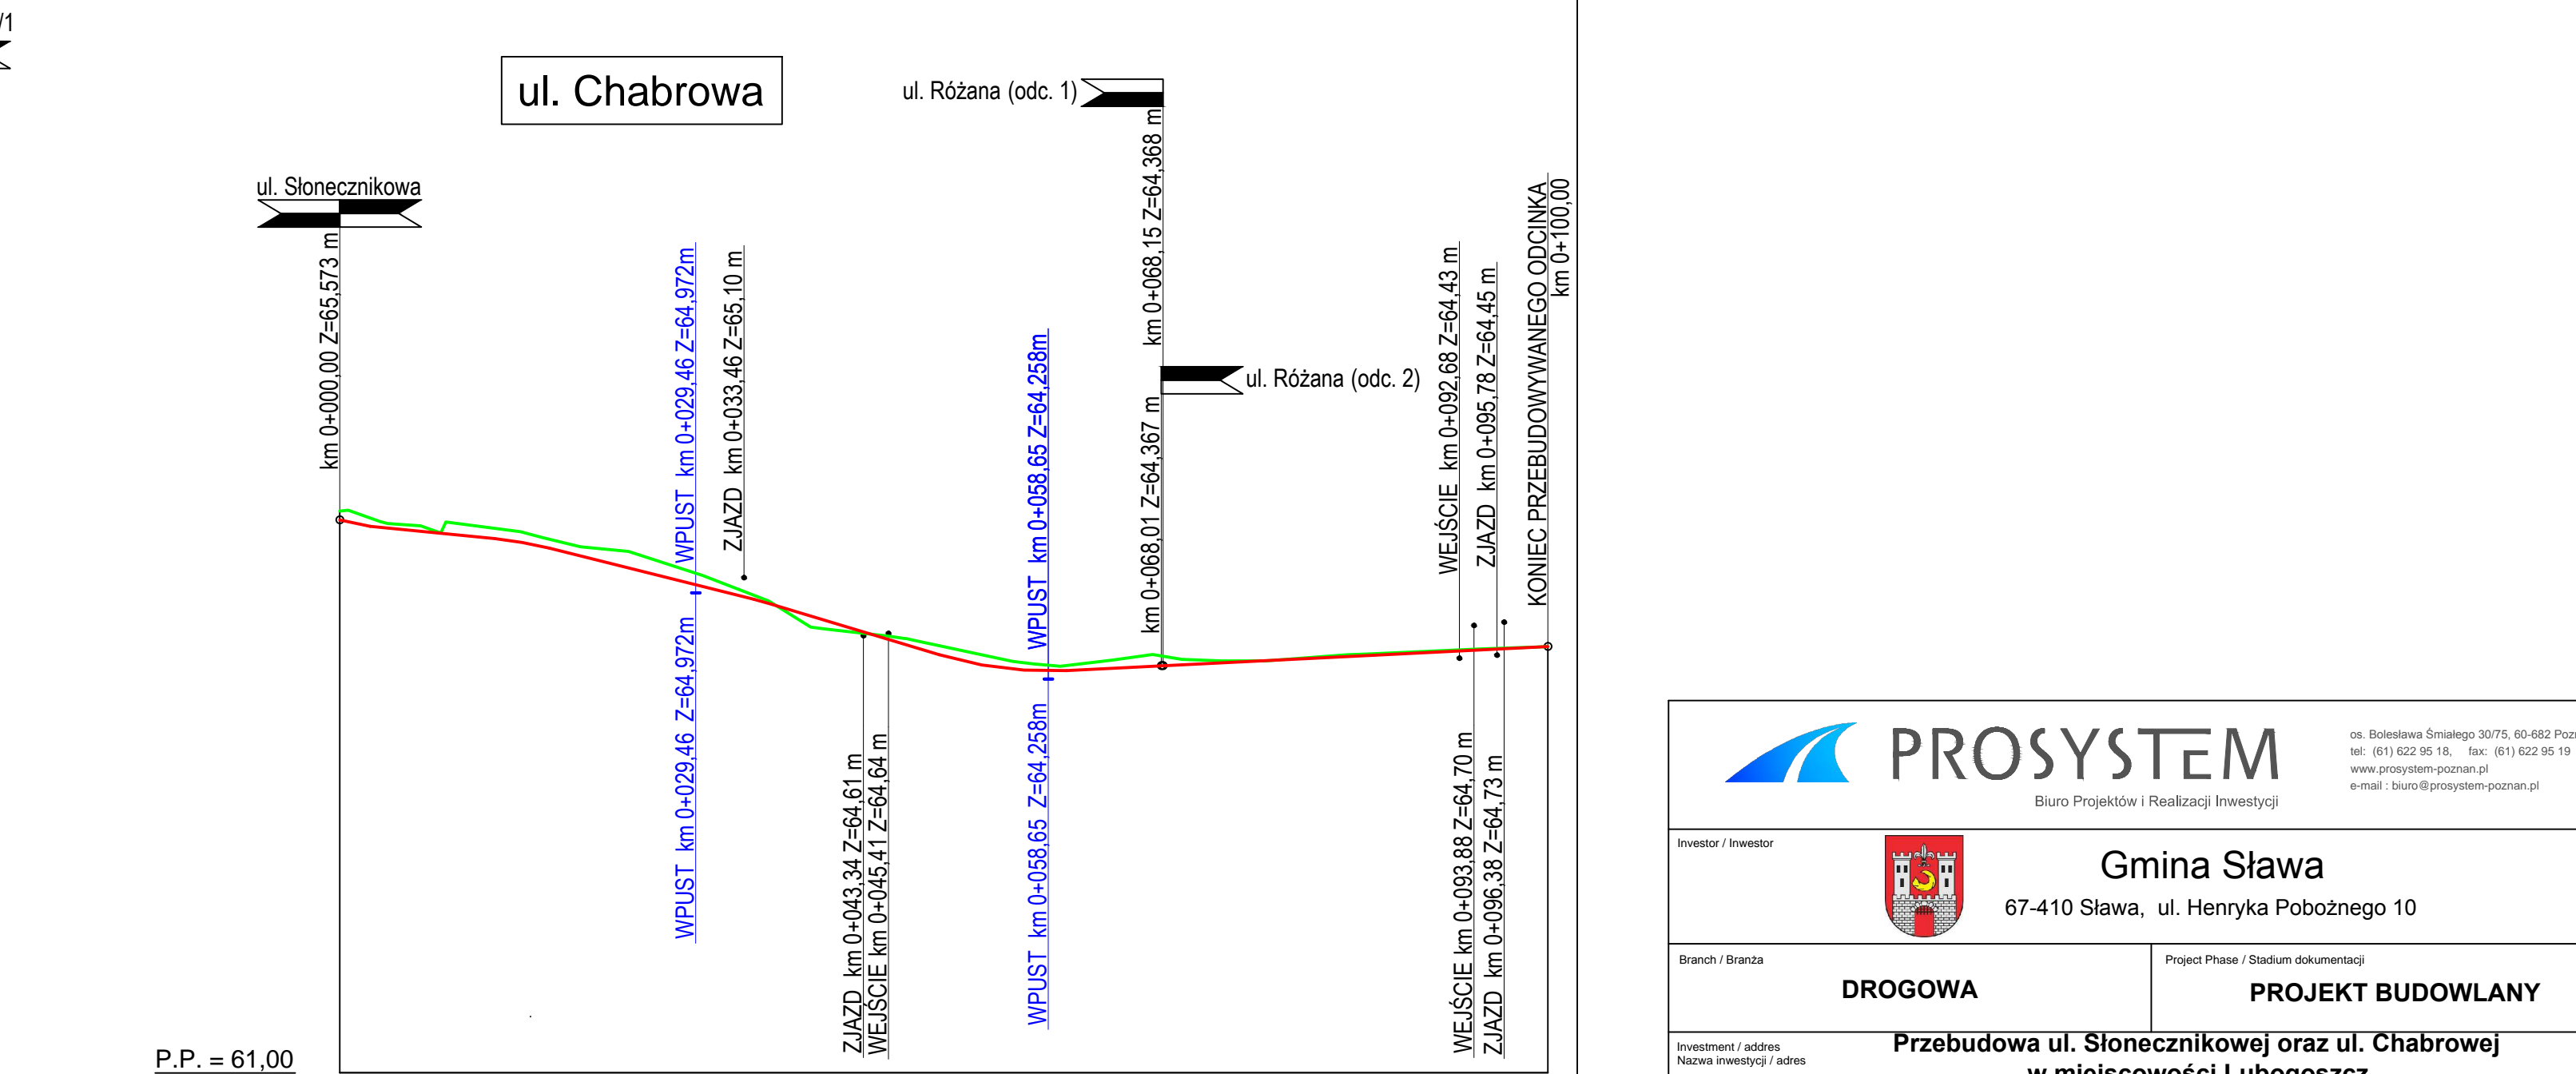 /1
ul. Chabrowa
ul. Różana (odc. 1)
ul. Słonecznikowa
km 0+000,00 Z=65,573 m
WPUST km 0+029,46 Z=64,972m
ZJAZD km 0+033,46 Z=65,10 m
WPUST km 0+058,65 Z=64,258m
km 0+068,15 Z=64,368 m
km 0+068,01 Z=64,367 m
ul. Różana (odc. 2)
WEJŚCIE km 0+092,68 Z=64,43 m
ZJAZD km 0+095,78 Z=64,45 m
KONIEC PRZEBUDOWYWANEGO ODCINKA
km 0+100,00
WPUST km 0+029,46 Z=64,972m
ZJAZD km 0+043,34 Z=64,61 m
WEJŚCIE km 0+045,41 Z=64,64 m
WPUST km 0+058,65 Z=64,258m
WEJŚCIE km 0+093,88 Z=64,70 m
ZJAZD km 0+096,38 Z=64,73 m
P.P. = 61,00
PROSYSTEM
Biuro Projektów i Realizacji Inwestycji
os. Bolesława Śmiałego 30/75, 60-682 Pozn
tel: (61) 622 95 18, fax: (61) 622 95 19
www.prosystem-poznan.pl
e-mail : biuro@prosystem-poznan.pl
Investor / Inwestor
Gmina Sława
67-410 Sława, ul. Henryka Pobożnego 10
Branch / Branża
DROGOWA
Project Phase / Stadium dokumentacji
PROJEKT BUDOWLANY
Investment / addres
Nazwa inwestycji / adres
Przebudowa ul. Słonecznikowej oraz ul. Chabrowej
w miejscowości Lubogoszcz